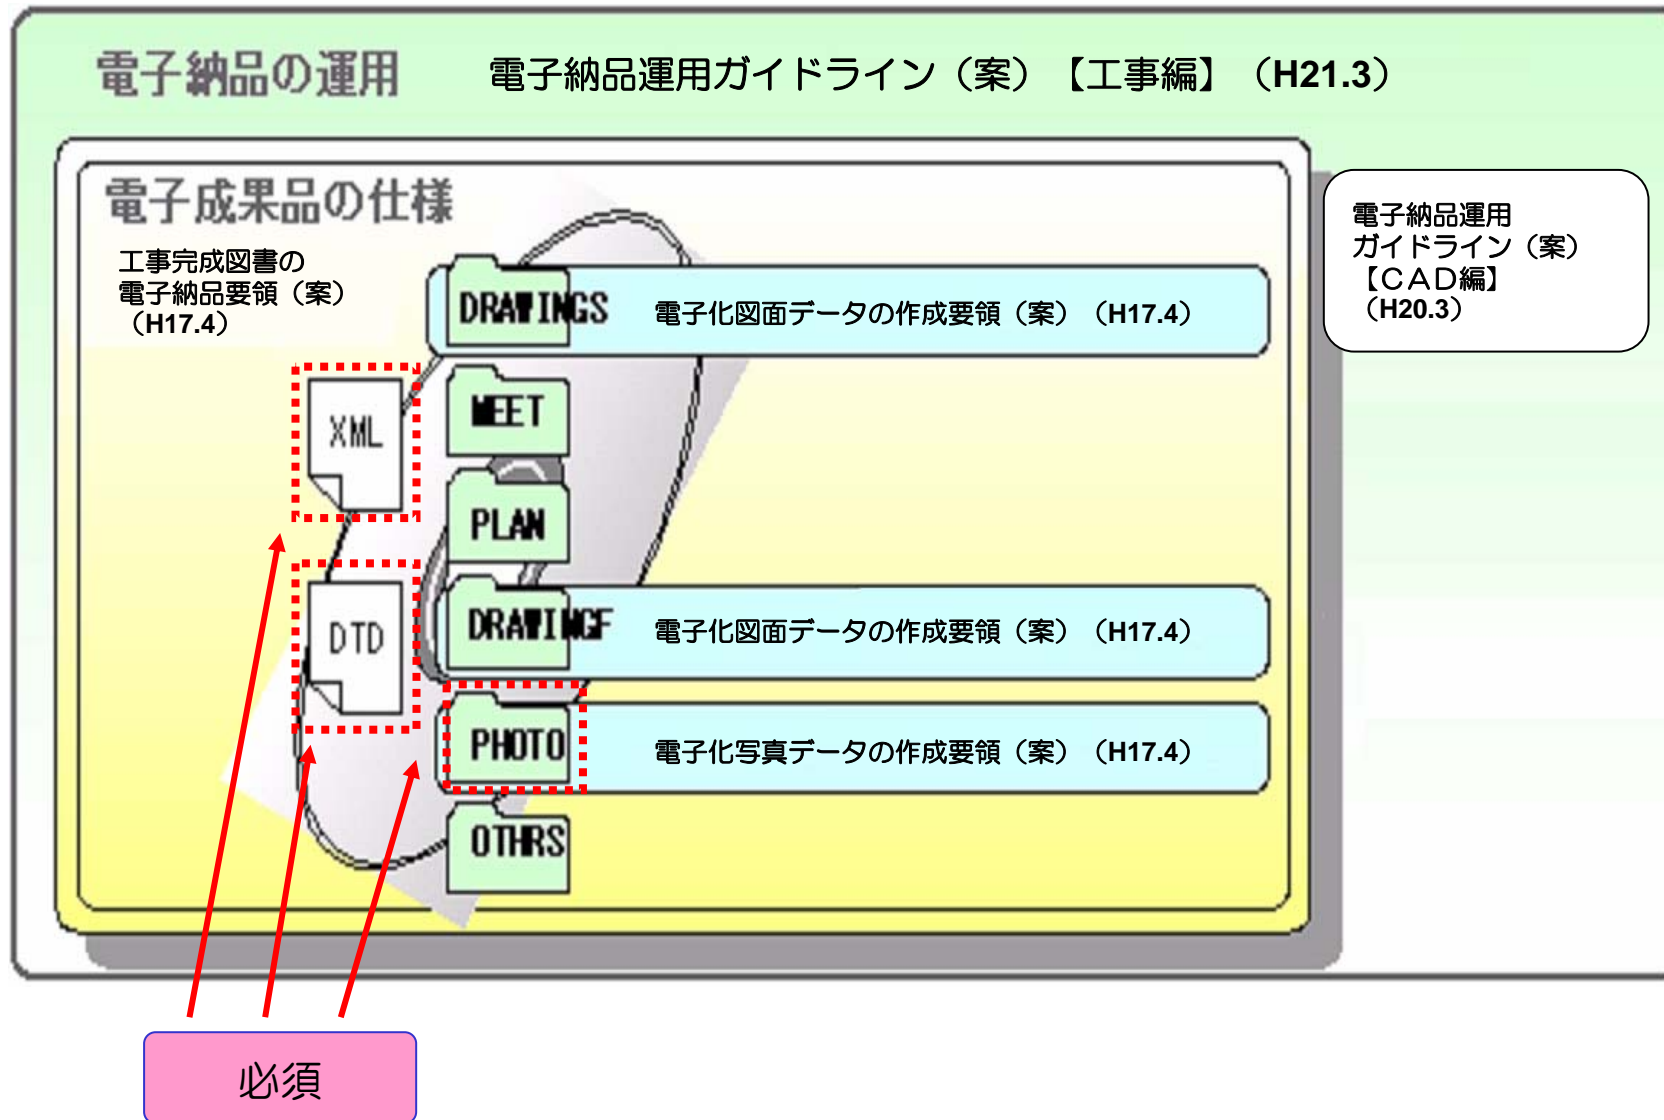 電子納品の運用 電子納品運用ガイドライン（案）【工事編】（H21.3）
電子成果品の仕様
工事完成図書の
電子納品要領（案）
（H17.4）
電子納品運用
ガイドライン（案）
【ＣＡＤ編】
（H20.3）
DRAWINGS 電子化図面データの作成要領（案）（H17.4）
XML
MEET
PLAN
DTD
DRAWINGF 電子化図面データの作成要領（案）（H17.4）
PHOTO 電子化写真データの作成要領（案）（H17.4）
OTHRS
必須